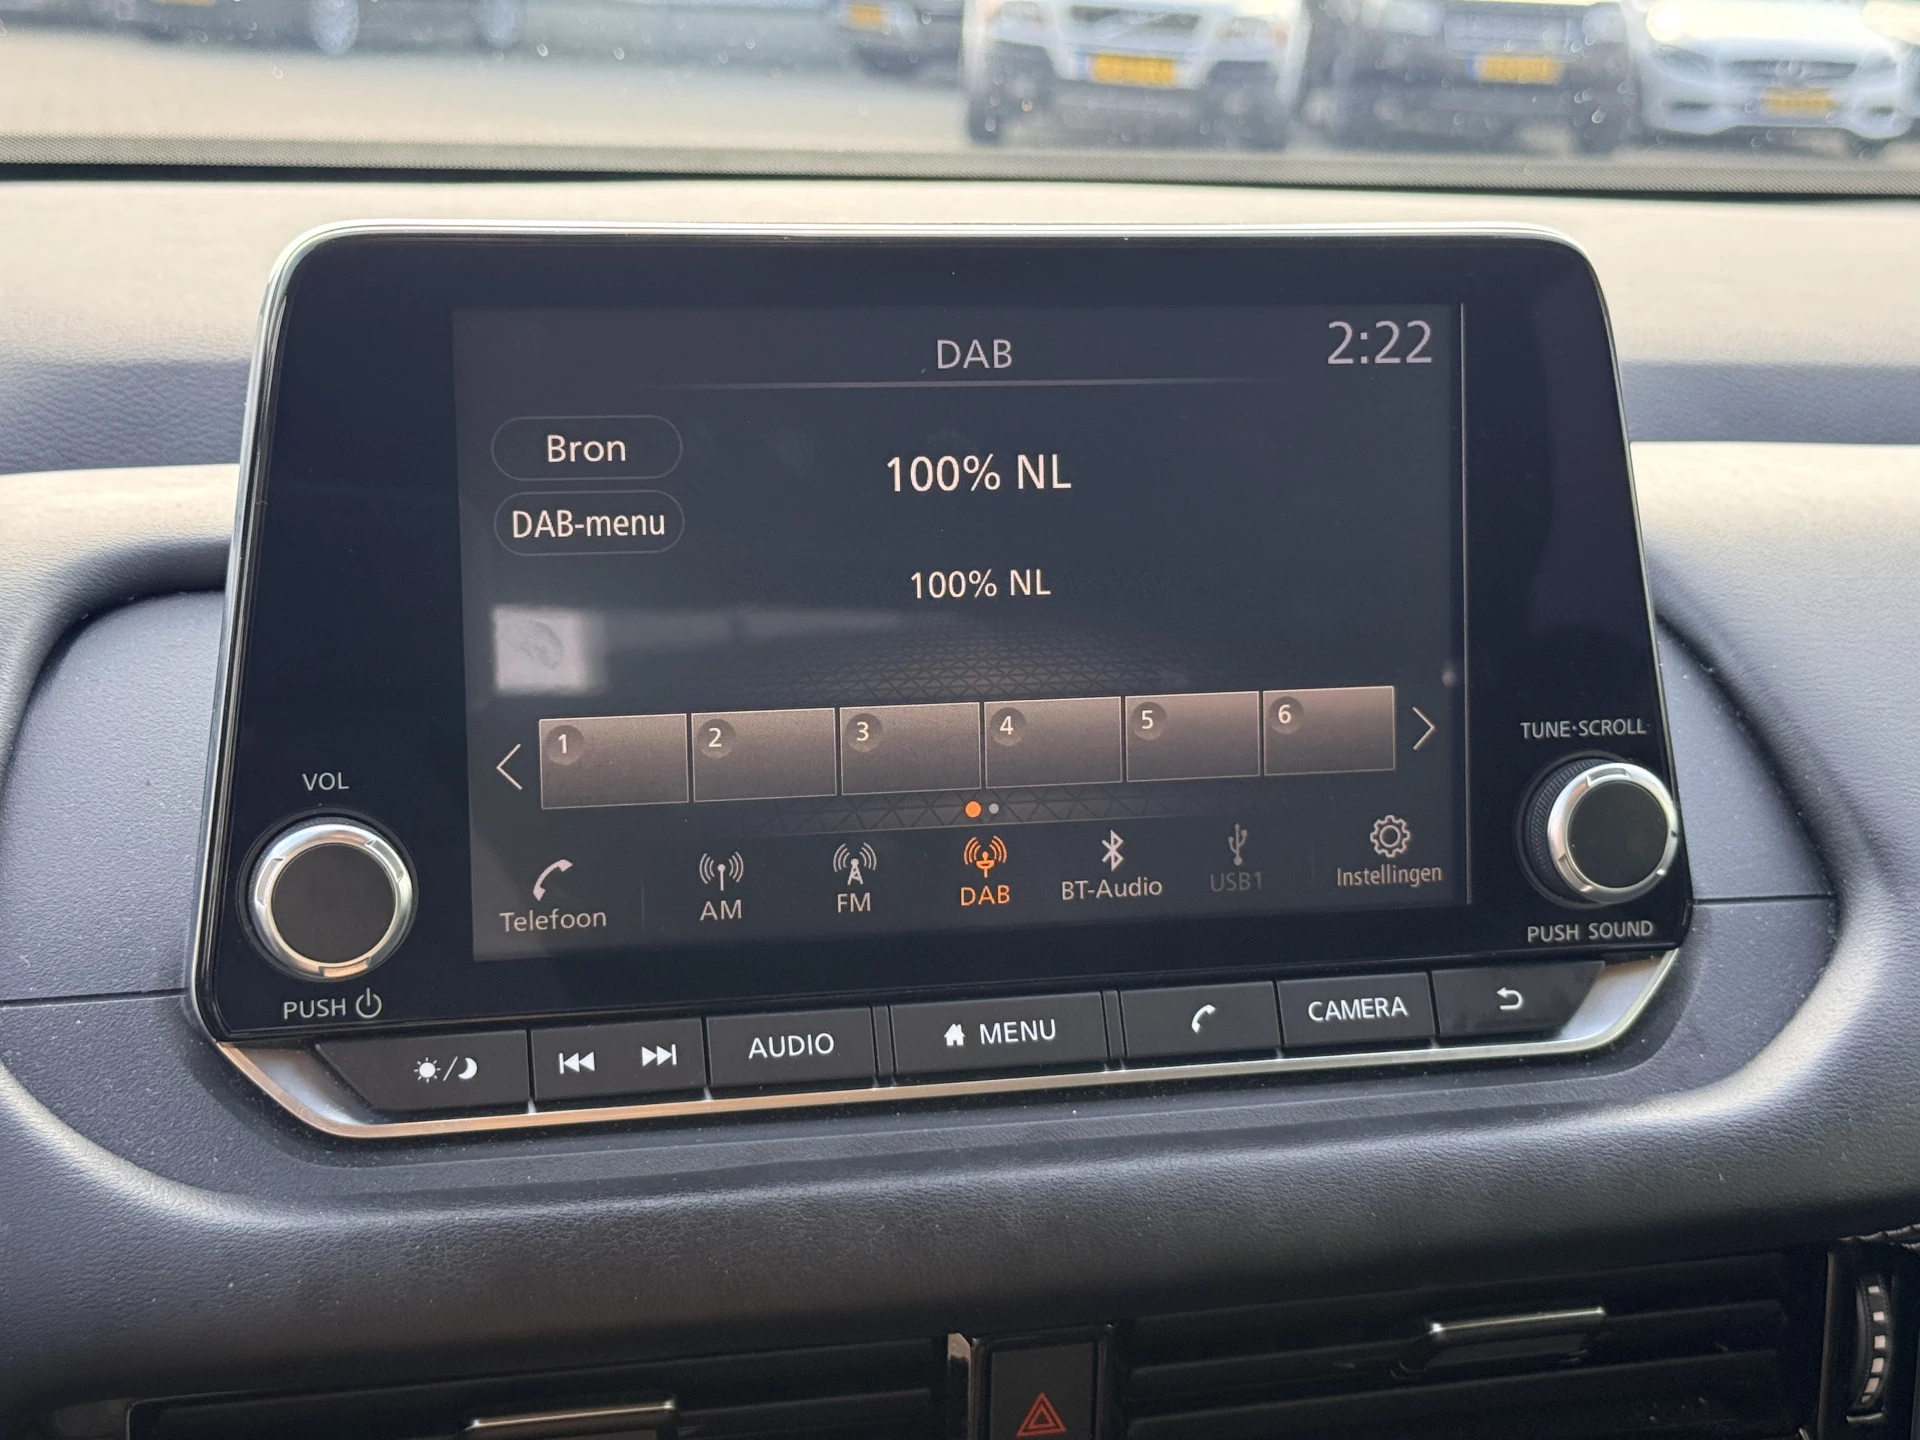 DAB
2:22
Bron
100% NL
DAB-menu
100% NL
1
2
3
4
5
6
Telefoon
AM
FM
DAB
BT-Audio
USB1
Instellingen
VOL
PUSH
TUNE·SCROLL
PUSH SOUND
AUDIO
MENU
CAMERA